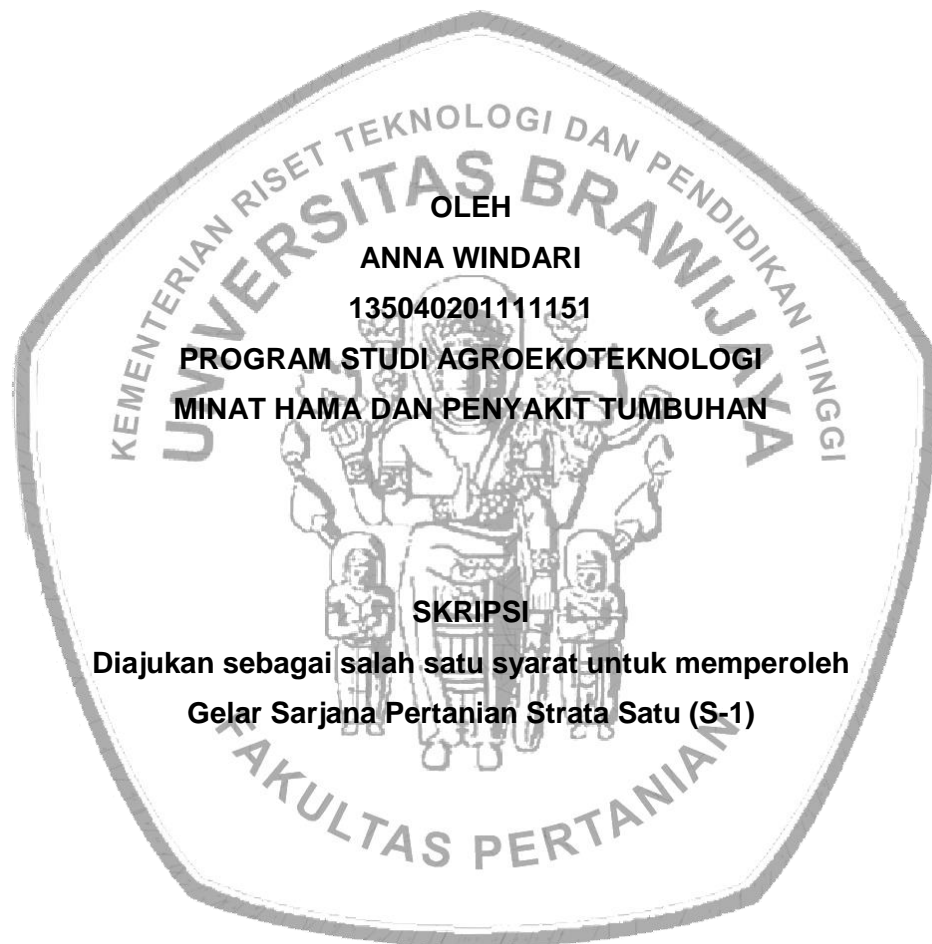 KEMENTERIAN RISET TEKNOLOGI DAN PENDIDIKAN TINGGI
UNIVERSITAS BRAWIJAYA
OLEH
ANNA WINDARI
135040201111151
PROGRAM STUDI AGROEKOTEKNOLOGI
MINAT HAMA DAN PENYAKIT TUMBUHAN
SKRIPSI
Diajukan sebagai salah satu syarat untuk memperoleh
Gelar Sarjana Pertanian Strata Satu (S-1)
FAKULTAS PERTANIAN